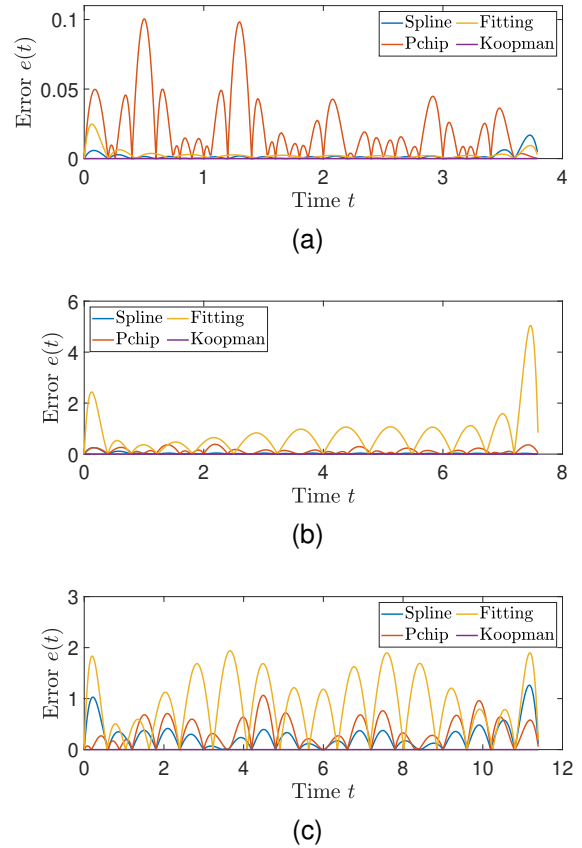 Error e(t)
0.1
0.05
0
Spline Fitting
Pchip Koopman
0 1 2 3 4
Time t
(a)
Error e(t)
6
4
2
0
Spline Fitting
Pchip Koopman
0 2 4 6 8
Time t
(b)
Error e(t)
3
2
1
0
Spline Fitting
Pchip Koopman
0 2 4 6 8 10 12
Time t
(c)